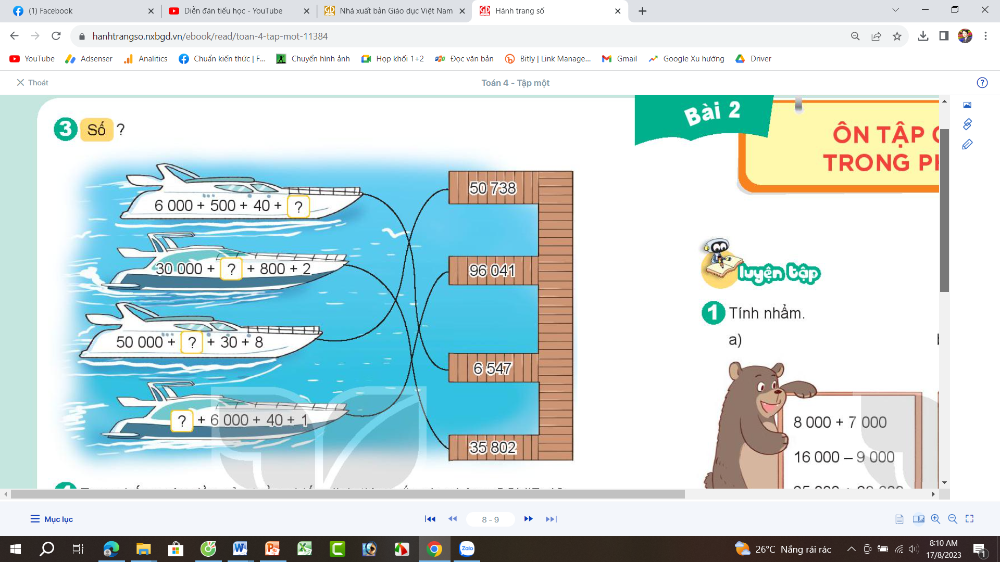 (1) Facebook
Diễn đàn tiểu học - YouTube
Nhà xuất bản Giáo dục Việt Nam
Hành trang số
hanhtrangso.nxbgd.vn/ebook/read/toan-4-tap-mot-11384
YouTube
Adsenser
Analitics
Chuẩn kiến thức | F...
Chuyển hình ảnh
Họp khối 1+2
Đọc văn bản
Bitly | Link Manage...
Gmail
Google Xu hướng
Driver
Thoát
Toán 4 - Tập một
3 Số ?
6 000 + 500 + 40 + ?
30 000 + ? + 800 + 2
50 000 + ? + 30 + 8
? + 6 000 + 40 + 1
50 738
96 041
6 547
35 802
Bài 2
ÔN TẬP
TRONG
luyện tập
1 Tính nhẩm.
a)
8 000 + 7 000
16 000 – 9 000
Mục lục
8 - 9
Zalo
26°C Nắng rải rác
8:10 AM
17/8/2023
1